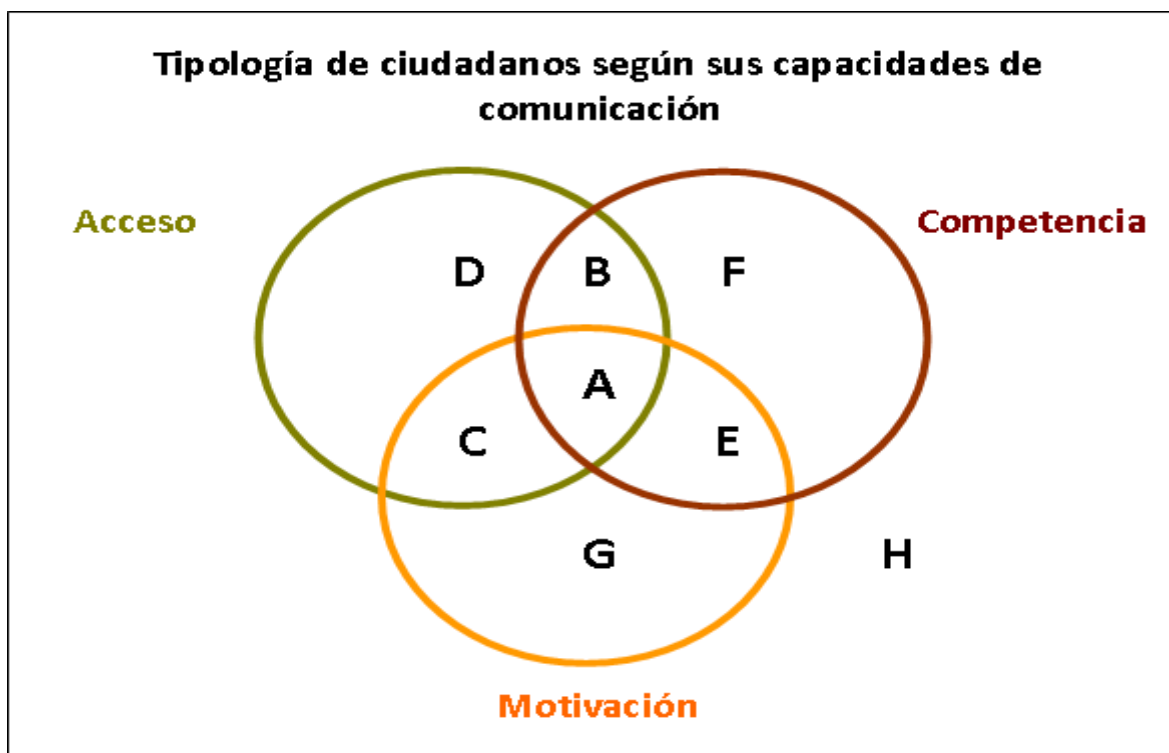 Tipología de ciudadanos según sus capacidades de
comunicación
Acceso
Competencia
D
B
F
A
C
E
G
H
Motivación